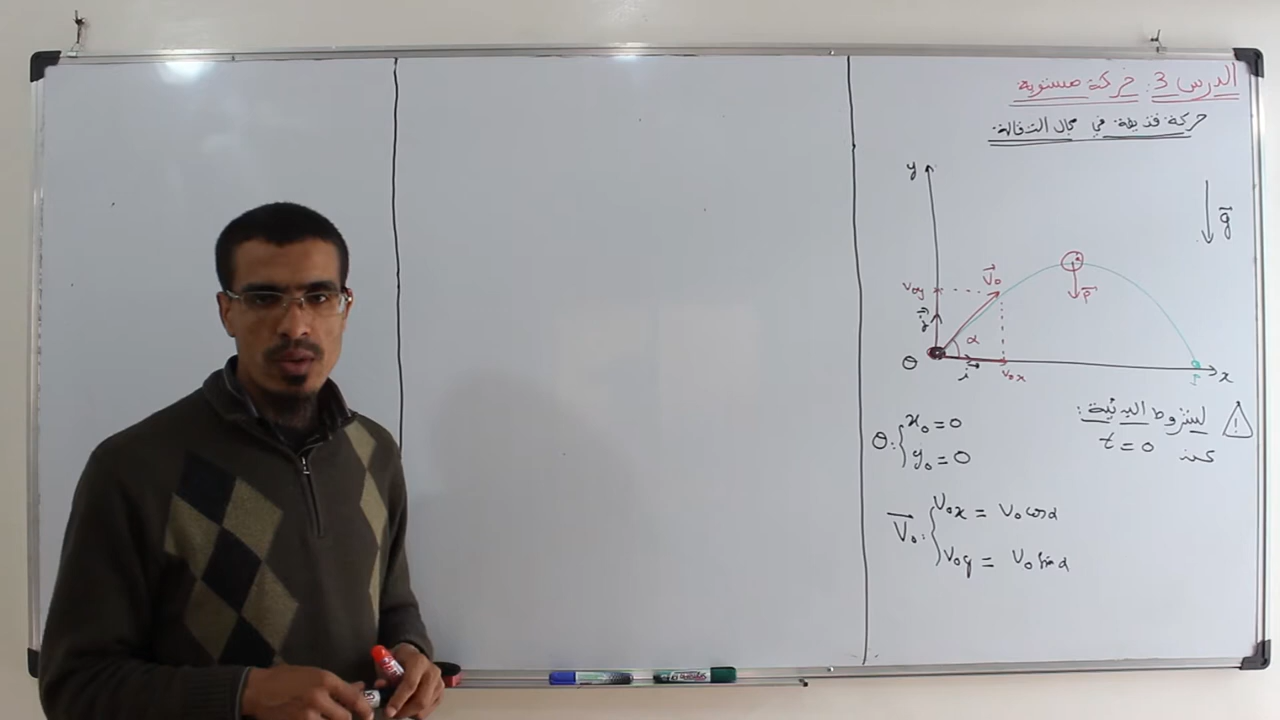 الدرس 3: حركة مستوية
حركة قذيفة في مجال الثقالة
y
g
V₀
V₀y
P
j
α
O
i
V₀x
x
الشروط البدئية:
!
عند t = 0
O: { x₀ = 0
y₀ = 0
V₀: { V₀x = V₀ cos α
V₀y = V₀ sin α